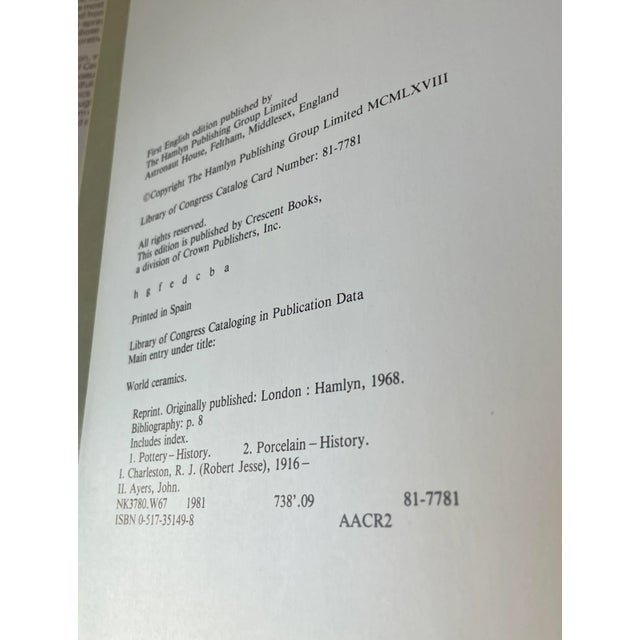 First English edition published by
The Hamlyn Publishing Group Limited
Astronaut House, Feltham, Middlesex, England
©Copyright The Hamlyn Publishing Group Limited MCMLXVIII
Library of Congress Catalog Card Number: 81-7781
All rights reserved.
This edition is published by Crescent Books,
a division of Crown Publishers, Inc.
h g f e d c b a
Printed in Spain
Library of Congress Cataloging in Publication Data
Main entry under title:
World ceramics.
Reprint. Originally published: London : Hamlyn, 1968.
Bibliography: p. 8
Includes index.
1. Pottery – History. 2. Porcelain – History.
I. Charleston, R. J. (Robert Jesse), 1916 –
II. Ayers, John.
NK3780.W67 1981 738'.09 81-7781
ISBN 0-517-35149-8 AACR2